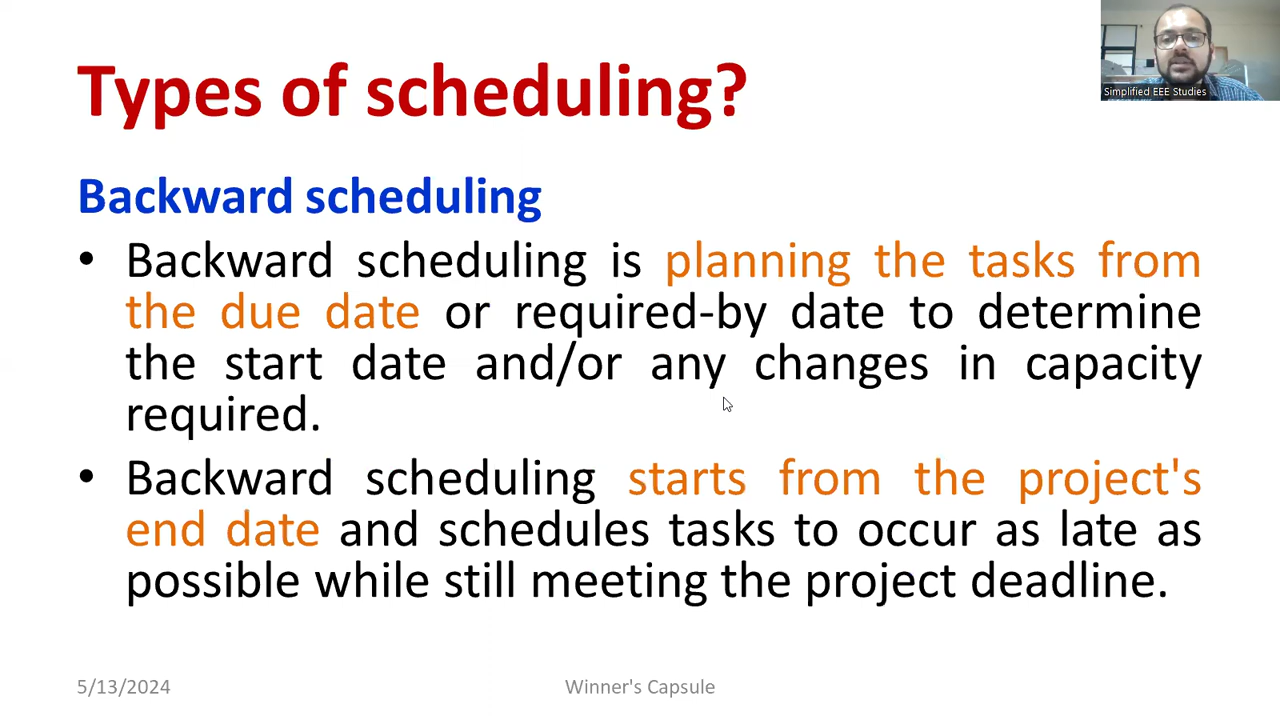 Types of scheduling?
Simplified EEE Studies
Backward scheduling
• Backward scheduling is planning the tasks from
the due date or required-by date to determine
the start date and/or any changes in capacity
required.
• Backward scheduling starts from the project's
end date and schedules tasks to occur as late as
possible while still meeting the project deadline.
5/13/2024
Winner's Capsule